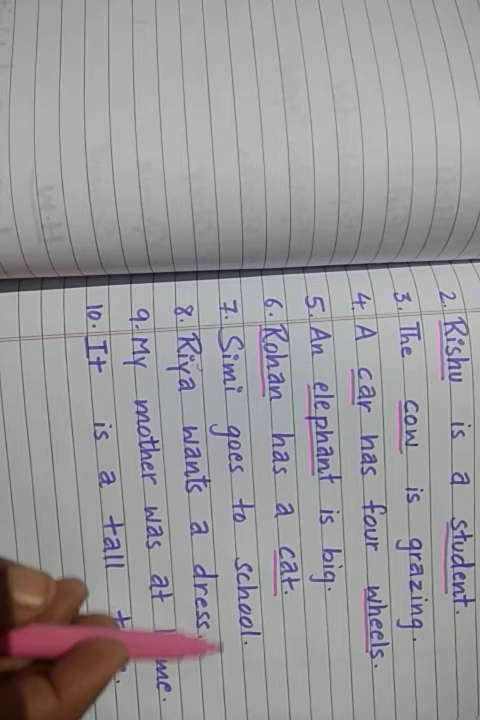 2. Rishu is a student.
3. The cow is grazing.
4. A car has four wheels.
5. An elephant is big.
6. Rohan has a cat.
7. Simi goes to school.
8. Riya wants a dress.
9. My mother was at
10. It is a tall